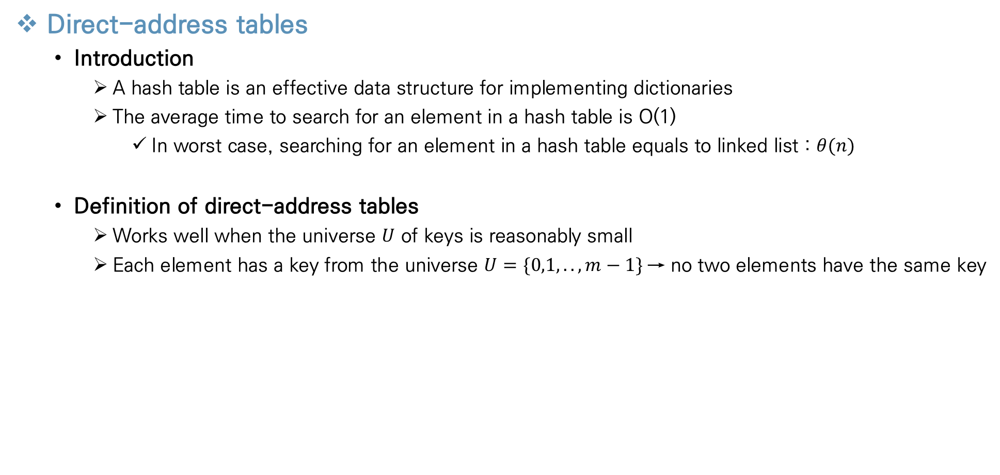 ❖ Direct-address tables
• Introduction
➢ A hash table is an effective data structure for implementing dictionaries
➢ The average time to search for an element in a hash table is O(1)
✓ In worst case, searching for an element in a hash table equals to linked list : θ(n)
• Definition of direct-address tables
➢ Works well when the universe U of keys is reasonably small
➢ Each element has a key from the universe U = {0,1,..,m − 1} → no two elements have the same key